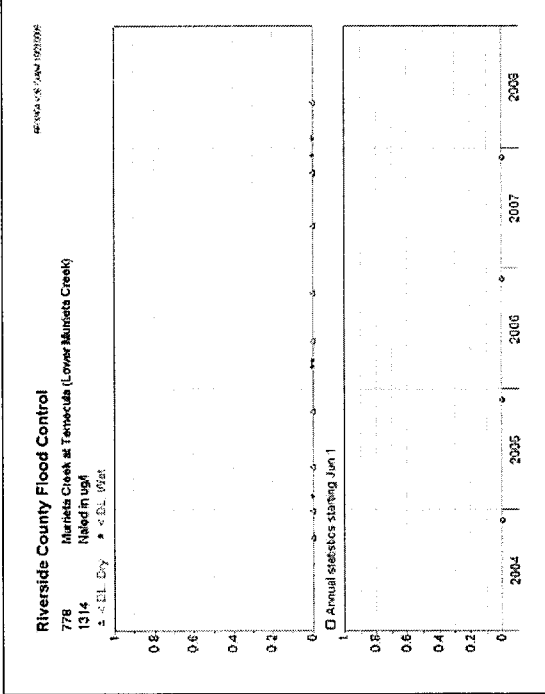 Riverside County Flood Control
778 Murrieta Creek at Temecula (Lower Murrieta Creek)
1314 Naled in ug/l
< DL Dry < DL Wet
1
0.8
0.6
0.4
0.2
0
Annual statistics starting Jun 1
1
0.8
0.6
0.4
0.2
0
2004 2005 2006 2007 2008